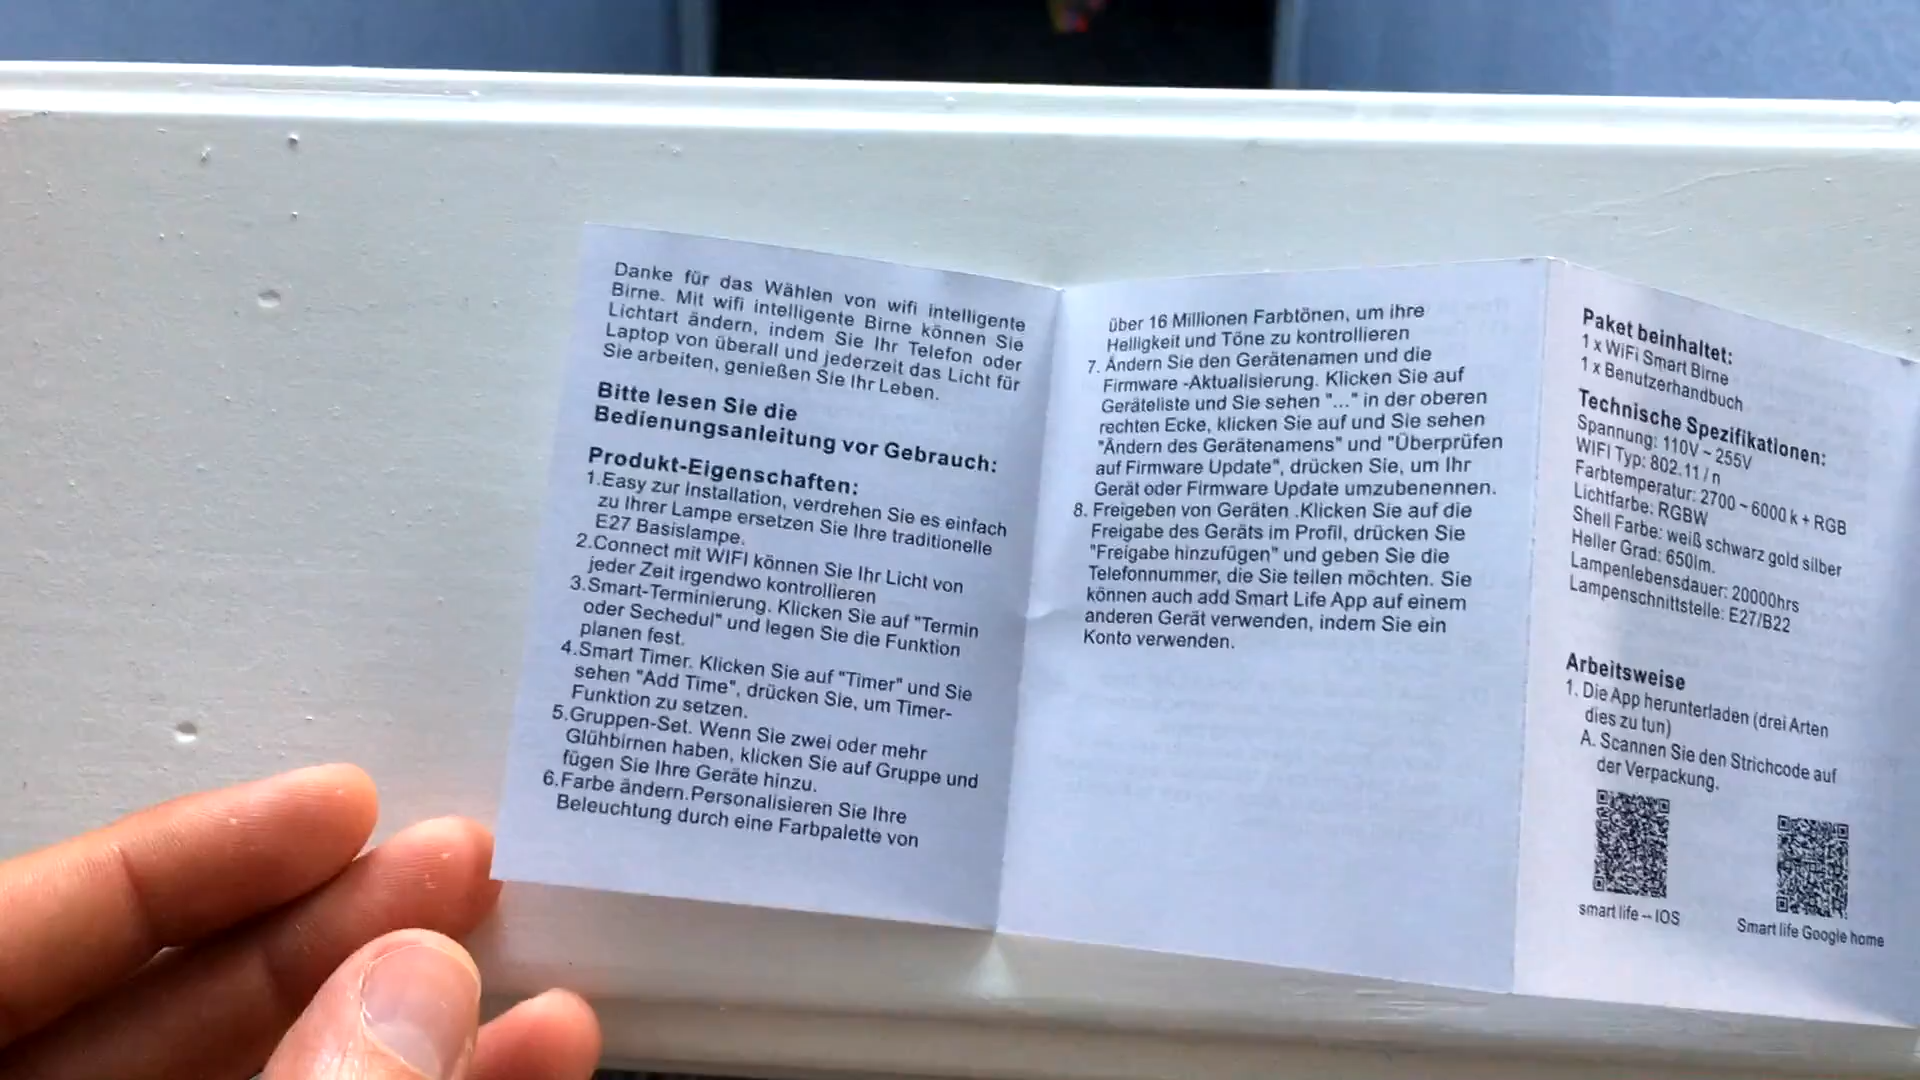 Danke für das Wählen von wifi intelligente
Birne. Mit wifi intelligente Birne können Sie
Lichtart ändern, indem Sie Ihr Telefon oder
Laptop von überall und jederzeit das Licht für
Sie arbeiten, genießen Sie Ihr Leben.
Bitte lesen Sie die
Bedienungsanleitung vor Gebrauch:
Produkt-Eigenschaften:
1.Easy zur Installation, verdrehen Sie es einfach
zu Ihrer Lampe ersetzen Sie Ihre traditionelle
E27 Basislampe.
2.Connect mit WIFI können Sie Ihr Licht von
jeder Zeit irgendwo kontrollieren
3.Smart-Terminierung. Klicken Sie auf "Termin
oder Sechedul" und legen Sie die Funktion
planen fest.
4.Smart Timer. Klicken Sie auf "Timer" und Sie
sehen "Add Time", drücken Sie, um Timer-
Funktion zu setzen.
5.Gruppen-Set. Wenn Sie zwei oder mehr
Glühbirnen haben, klicken Sie auf Gruppe und
fügen Sie Ihre Geräte hinzu.
6.Farbe ändern.Personalisieren Sie Ihre
Beleuchtung durch eine Farbpalette von
über 16 Millionen Farbtönen, um ihre
Helligkeit und Töne zu kontrollieren
7. Ändern Sie den Gerätenamen und die
Firmware -Aktualisierung. Klicken Sie auf
Geräteliste und Sie sehen "..." in der oberen
rechten Ecke, klicken Sie auf und Sie sehen
"Ändern des Gerätenamens" und "Überprüfen
auf Firmware Update", drücken Sie, um Ihr
Gerät oder Firmware Update umzubenennen.
8. Freigeben von Geräten .Klicken Sie auf die
Freigabe des Geräts im Profil, drücken Sie
"Freigabe hinzufügen" und geben Sie die
Telefonnummer, die Sie teilen möchten. Sie
können auch add Smart Life App auf einem
anderen Gerät verwenden, indem Sie ein
Konto verwenden.
Paket beinhaltet:
1 x WiFi Smart Birne
1 x Benutzerhandbuch
Technische Spezifikationen:
Spannung: 110V ~ 255V
WIFI Typ: 802.11 / n
Farbtemperatur: 2700 ~ 6000 k + RGB
Lichtfarbe: RGBW
Shell Farbe: weiß schwarz gold silber
Heller Grad: 650lm.
Lampenlebensdauer: 20000hrs
Lampenschnittstelle: E27/B22
Arbeitsweise
1. Die App herunterladen (drei Arten
dies zu tun)
A. Scannen Sie den Strichcode auf
der Verpackung.
smart life -- IOS
Smart life Google home